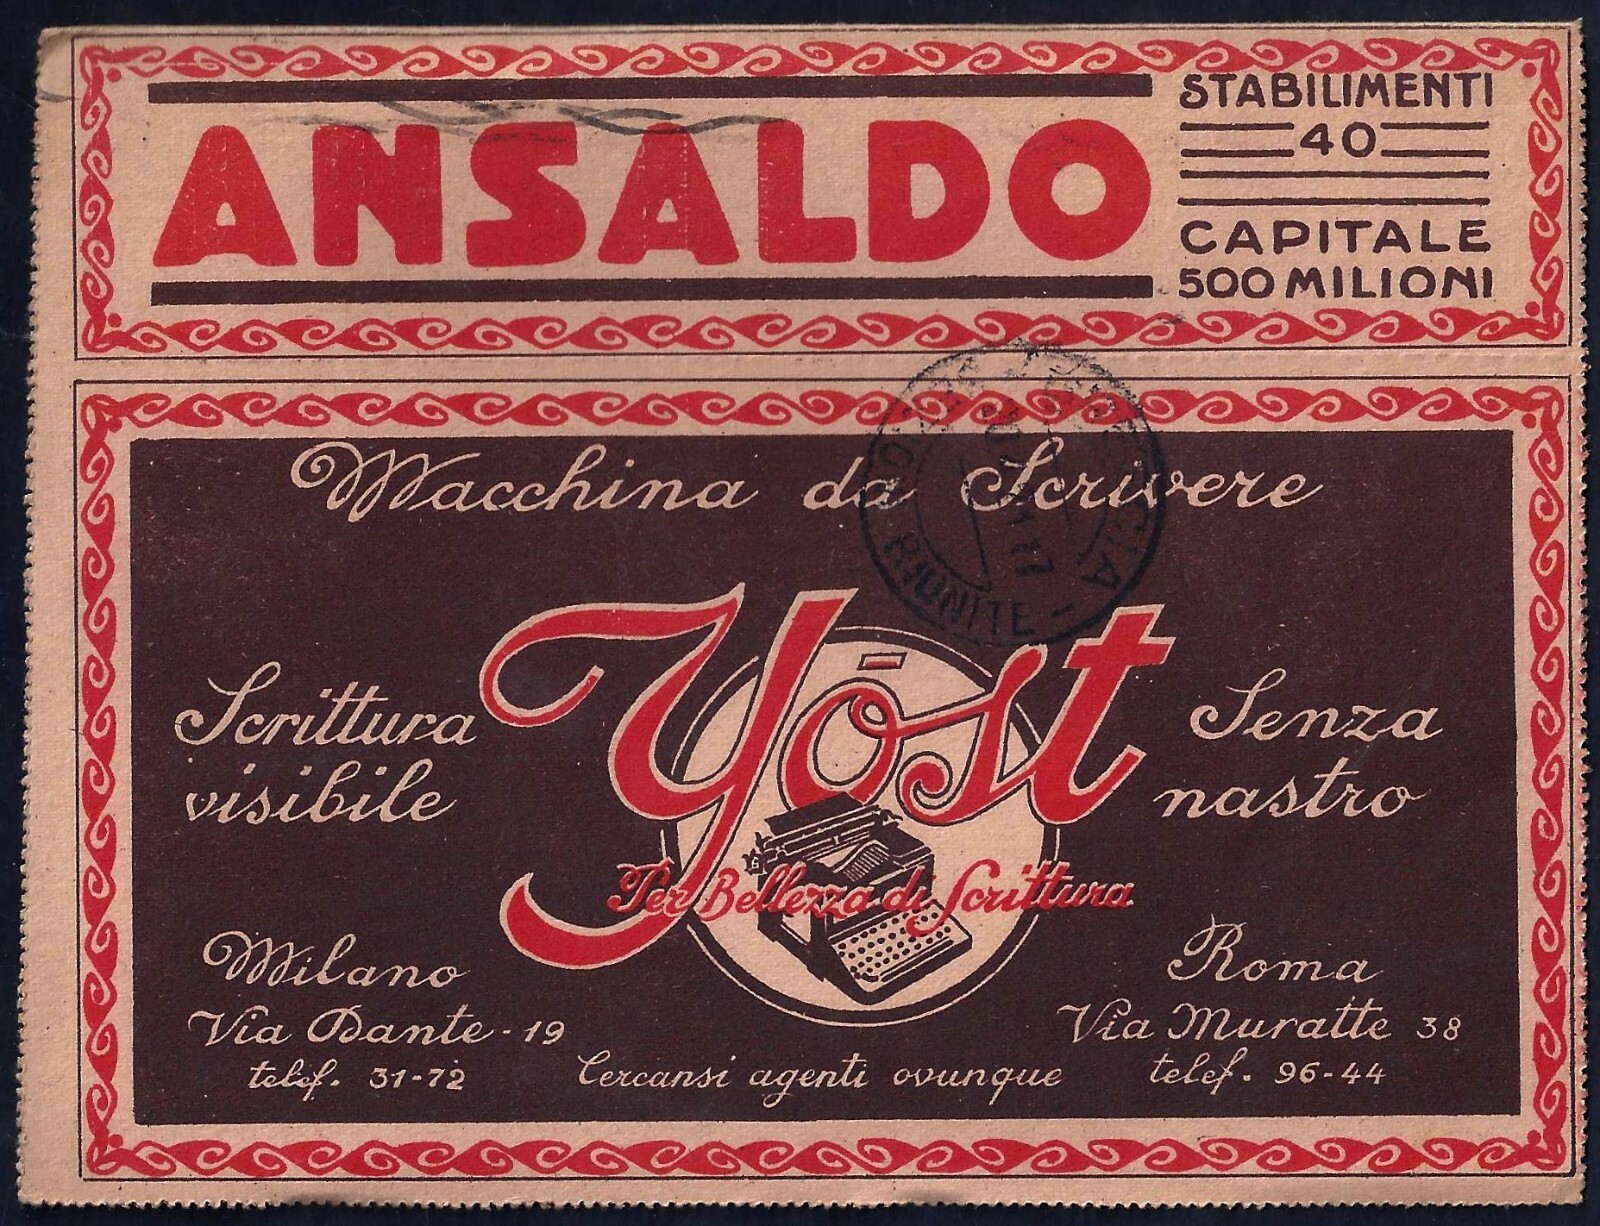 ANSALDO
STABILIMENTI
40
CAPITALE
500 MILIONI
Macchina da Scrivere
Yōst
Scrittura
visibile
Senza
nastro
Per Bellezza di Scrittura
Milano
Via Dante - 19
telef. 31-72
Cercansi agenti ovunque
Roma
Via Muratte 38
telef. 96-44
RIUNITE